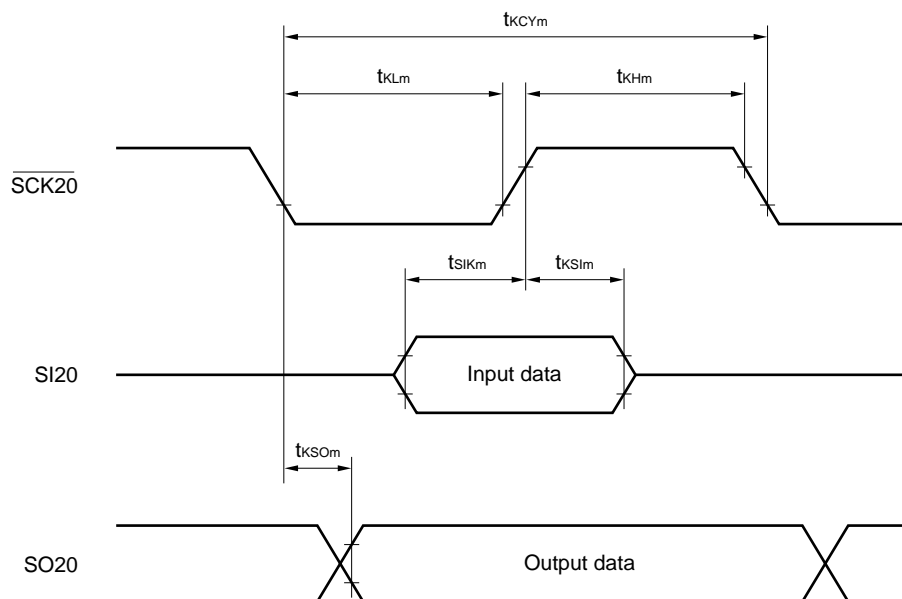 tKCYm
tKLm
tKHm
SCK20
tSIKm
tKSIm
SI20
Input data
tKSOm
SO20
Output data